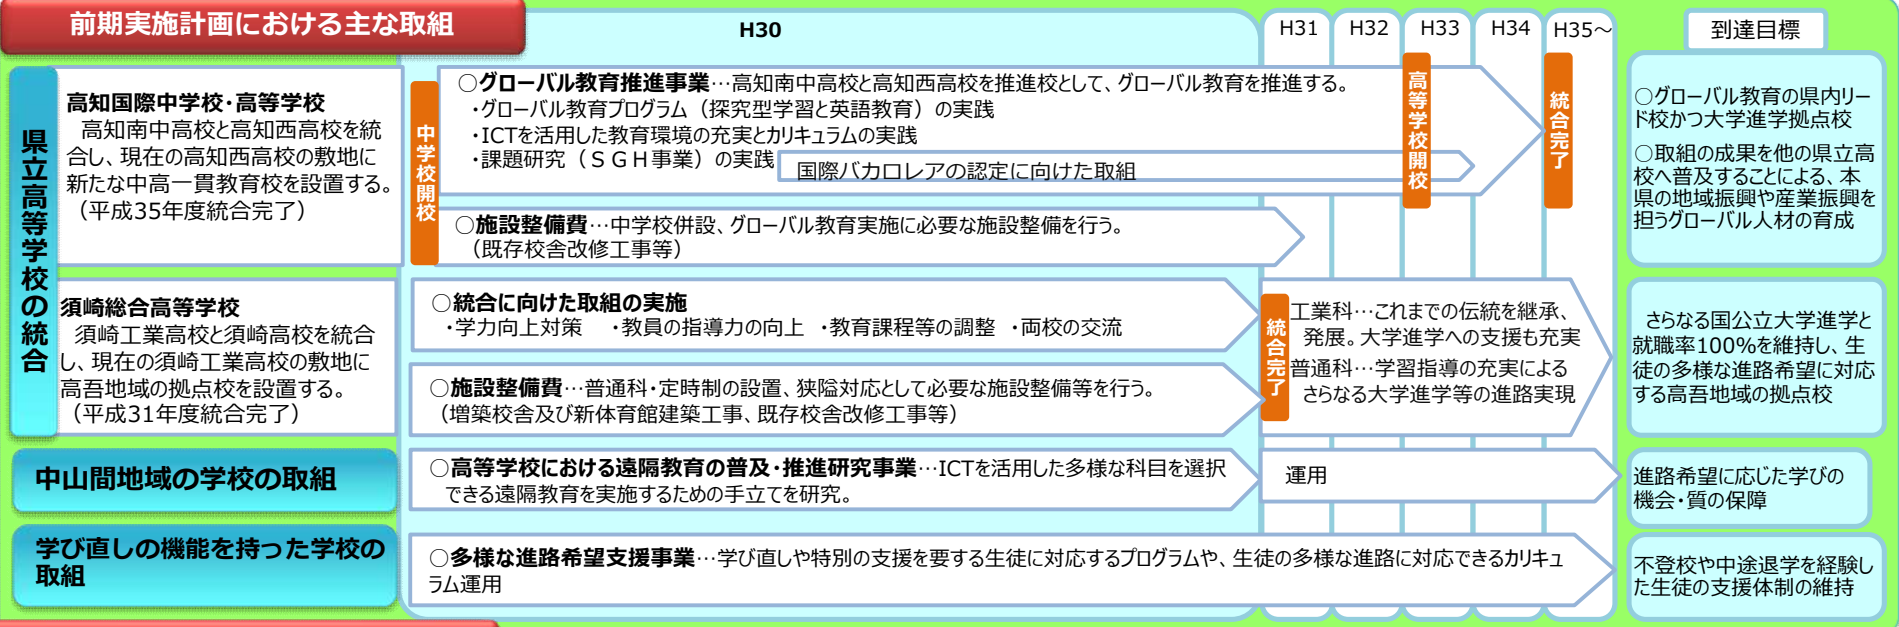 前期実施計画における主な取組
H30
H31
H32
H33
H34
H35～
到達目標
県立高等学校の統合
高知国際中学校・高等学校
高知南中高校と高知西高校を統
合し、現在の高知西高校の敷地に
新たな中高一貫教育校を設置する。
（平成35年度統合完了）
中学校開校
○グローバル教育推進事業…高知南中高校と高知西高校を推進校として、グローバル教育を推進する。
・グローバル教育プログラム（探究型学習と英語教育）の実践
・ICTを活用した教育環境の充実とカリキュラムの実践
・課題研究（ＳＧＨ事業）の実践
国際バカロレアの認定に向けた取組
高等学校開校
統合完了
○施設整備費…中学校併設、グローバル教育実施に必要な施設整備を行う。
（既存校舎改修工事等）
○グローバル教育の県内リー
ド校かつ大学進学拠点校
○取組の成果を他の県立高
校へ普及することによる、本
県の地域振興や産業振興を
担うグローバル人材の育成
須崎総合高等学校
須崎工業高校と須崎高校を統合
し、現在の須崎工業高校の敷地に
高吾地域の拠点校を設置する。
（平成31年度統合完了）
○統合に向けた取組の実施
・学力向上対策　・教員の指導力の向上　・教育課程等の調整　・両校の交流
○施設整備費…普通科・定時制の設置、狭隘対応として必要な施設整備等を行う。
（増築校舎及び新体育館建築工事、既存校舎改修工事等）
統合完了
工業科…これまでの伝統を継承、
発展。大学進学への支援も充実
普通科…学習指導の充実による
さらなる大学進学等の進路実現
さらなる国公立大学進学と
就職率100%を維持し、生
徒の多様な進路希望に対応
する高吾地域の拠点校
中山間地域の学校の取組
○高等学校における遠隔教育の普及・推進研究事業…ICTを活用した多様な科目を選択
できる遠隔教育を実施するための手立てを研究。
運用
進路希望に応じた学びの
機会・質の保障
学び直しの機能を持った学校の
取組
○多様な進路希望支援事業…学び直しや特別の支援を要する生徒に対応するプログラムや、生徒の多様な進路に対応できるカリキュ
ラム運用
不登校や中途退学を経験し
た生徒の支援体制の維持